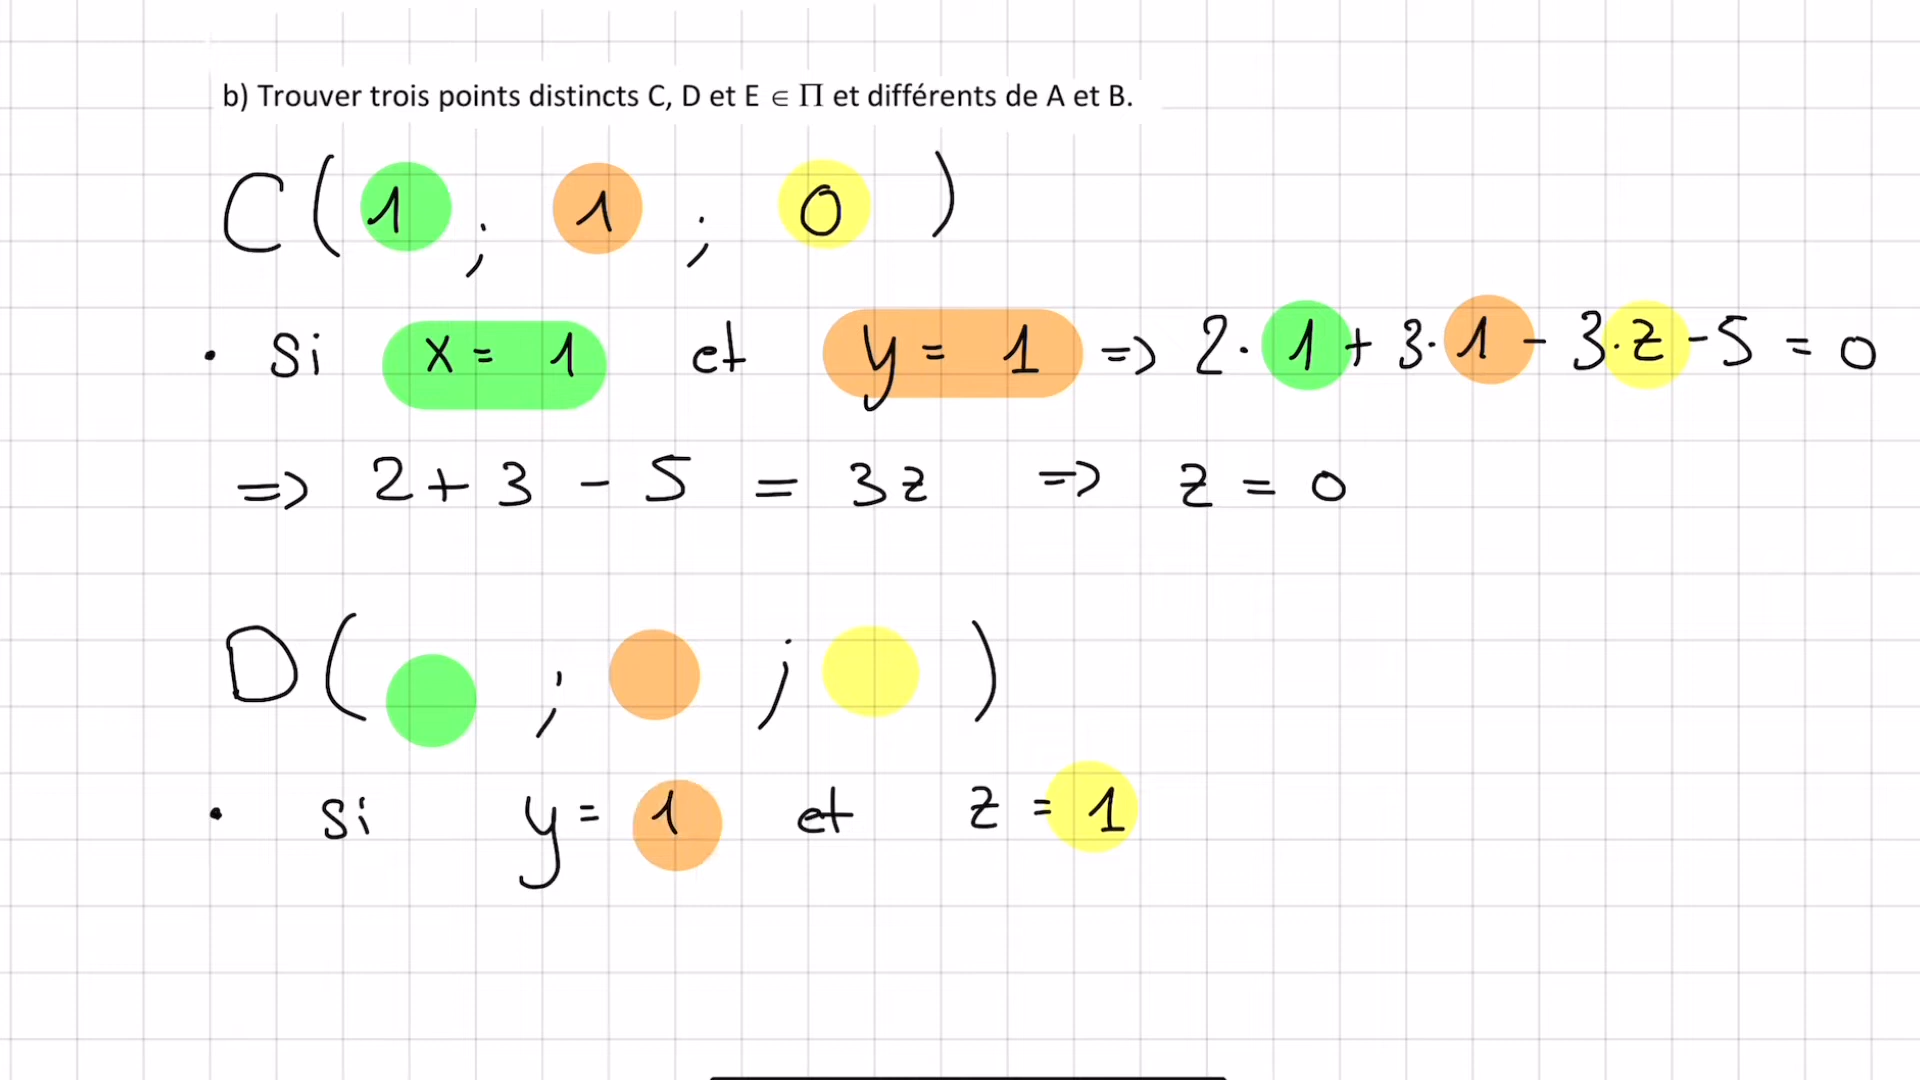 b) Trouver trois points distincts C, D et E ∈ Π et différents de A et B.
C( 1 ; 1 ; 0 )
• Si x = 1 et y = 1 => 2·1 + 3·1 - 3·z - 5 = 0
=> 2 + 3 - 5 = 3z => z = 0
D( ; ; )
• si y = 1 et z = 1